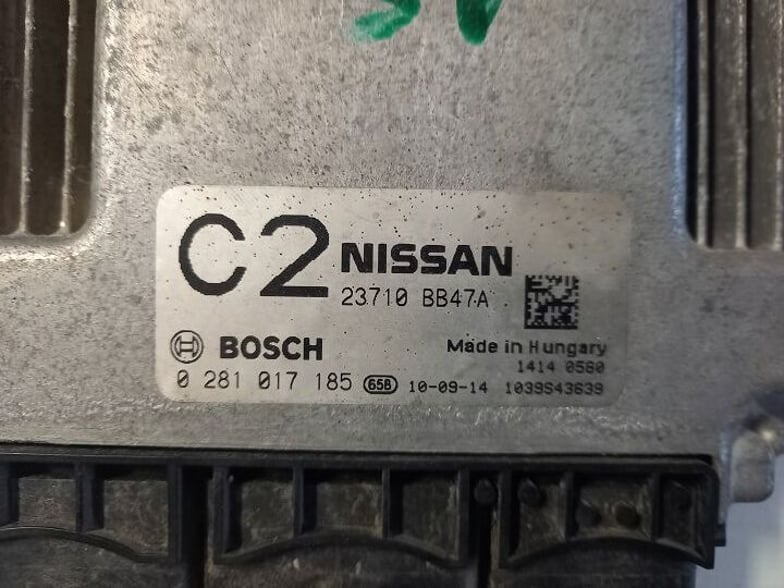 C2 NISSAN
23710 BB47A
BOSCH Made in Hungary
1414 0580
0 281 017 185 658 10-09-14 1039S43639